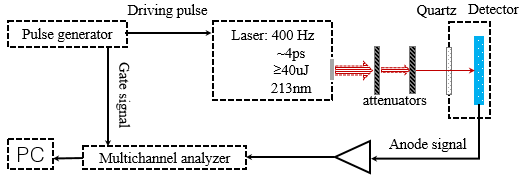 Driving pulse
Quartz
Detector
Pulse generator
Laser: 400 Hz
~4ps
≥40uJ
213nm
Gate signal
attenuators
Anode signal
PC
Multichannel analyzer